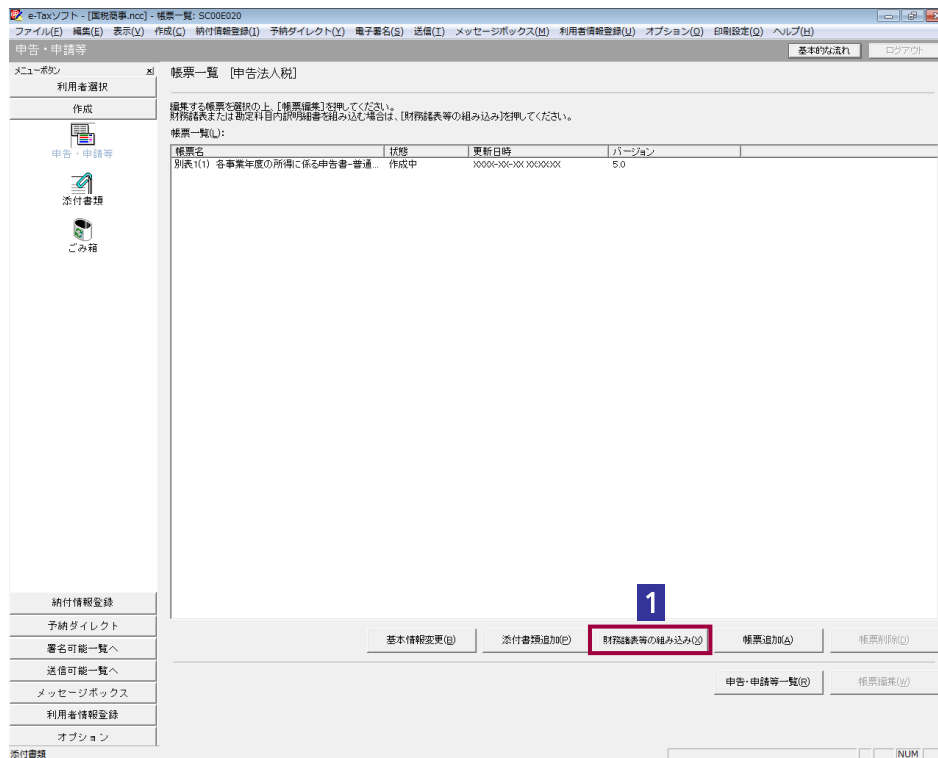 e-Taxソフト - [国税商事.ncc] - 帳票一覧: SC00E020
ファイル(F) 編集(E) 表示(V) 作成(C) 納付情報登録(I) 予納ダイレクト(Y) 電子署名(S) 送信(T) メッセージボックス(M) 利用者情報登録(U) オプション(O) 印刷設定(Q) ヘルプ(H)
申告・申請等 基本的な流れ ログアウト
メニューボタン x
利用者選択
作成
申告・申請等
添付書類
ごみ箱
納付情報登録
予納ダイレクト
署名可能一覧へ
送信可能一覧へ
メッセージボックス
利用者情報登録
オプション
帳票一覧 [申告法人税]
編集する帳票を選択の上、[帳票編集]を押してください。
財務諸表または勘定科目内訳明細書を組み込む場合は、[財務諸表等の組み込み]を押してください。
帳票一覧(L):
帳票名 状態 更新日時 バージョン
別表1(1) 各事業年度の所得に係る申告書-普通... 作成中 XXXX-XX-XX XX:XX:XX 5.0
1
基本情報変更(B) 添付書類追加(P) 財務諸表等の組み込み(X) 帳票追加(A) 帳票削除(D)
申告・申請等一覧(R) 帳票編集(W)
添付書類 NUM